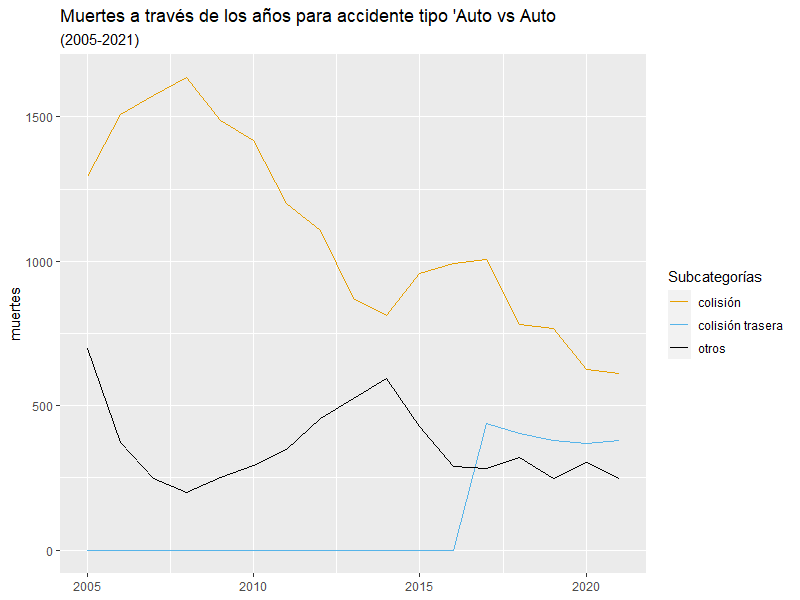 Muertes a través de los años para accidente tipo 'Auto vs Auto
(2005-2021)
1500
1000
500
0
muertes
2005
2010
2015
2020
Subcategorías
colisión
colisión trasera
otros